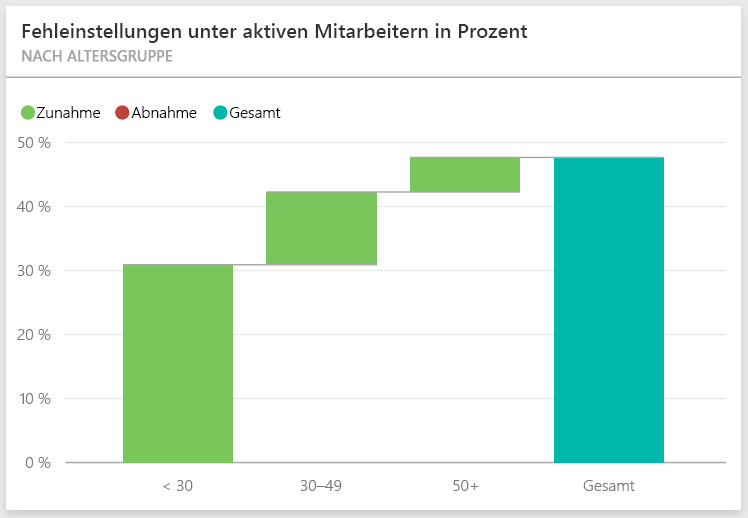 Fehleinstellungen unter aktiven Mitarbeitern in Prozent
NACH ALTERSGRUPPE
Zunahme Abnahme Gesamt
50 %
40 %
30 %
20 %
10 %
0 %
< 30 30–49 50+ Gesamt